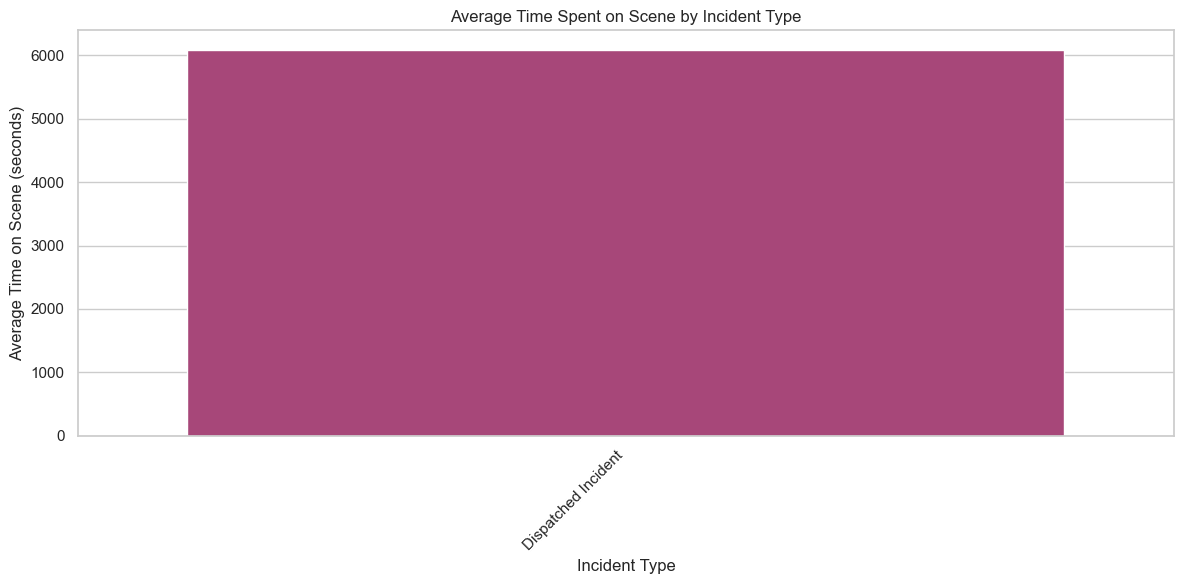 Average Time Spent on Scene by Incident Type
Average Time on Scene (seconds)
6000
5000
4000
3000
2000
1000
0
Dispatched Incident
Incident Type